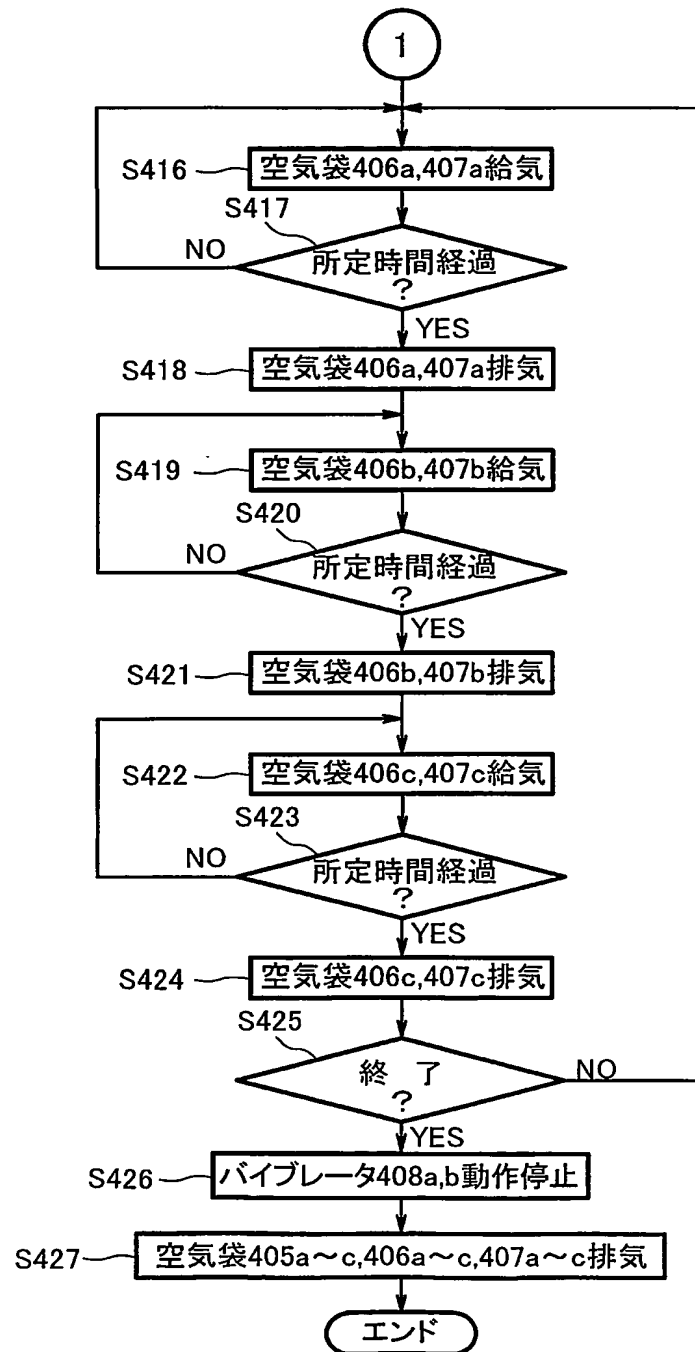 1
S416
空気袋406a,407a給気
S417
所定時間経過
?
NO
YES
S418
空気袋406a,407a排気
S419
空気袋406b,407b給気
S420
所定時間経過
?
NO
YES
S421
空気袋406b,407b排気
S422
空気袋406c,407c給気
S423
所定時間経過
?
NO
YES
S424
空気袋406c,407c排気
S425
終 了
?
NO
YES
S426
バイブレータ408a,b動作停止
S427
空気袋405a～c,406a～c,407a～c排気
エンド